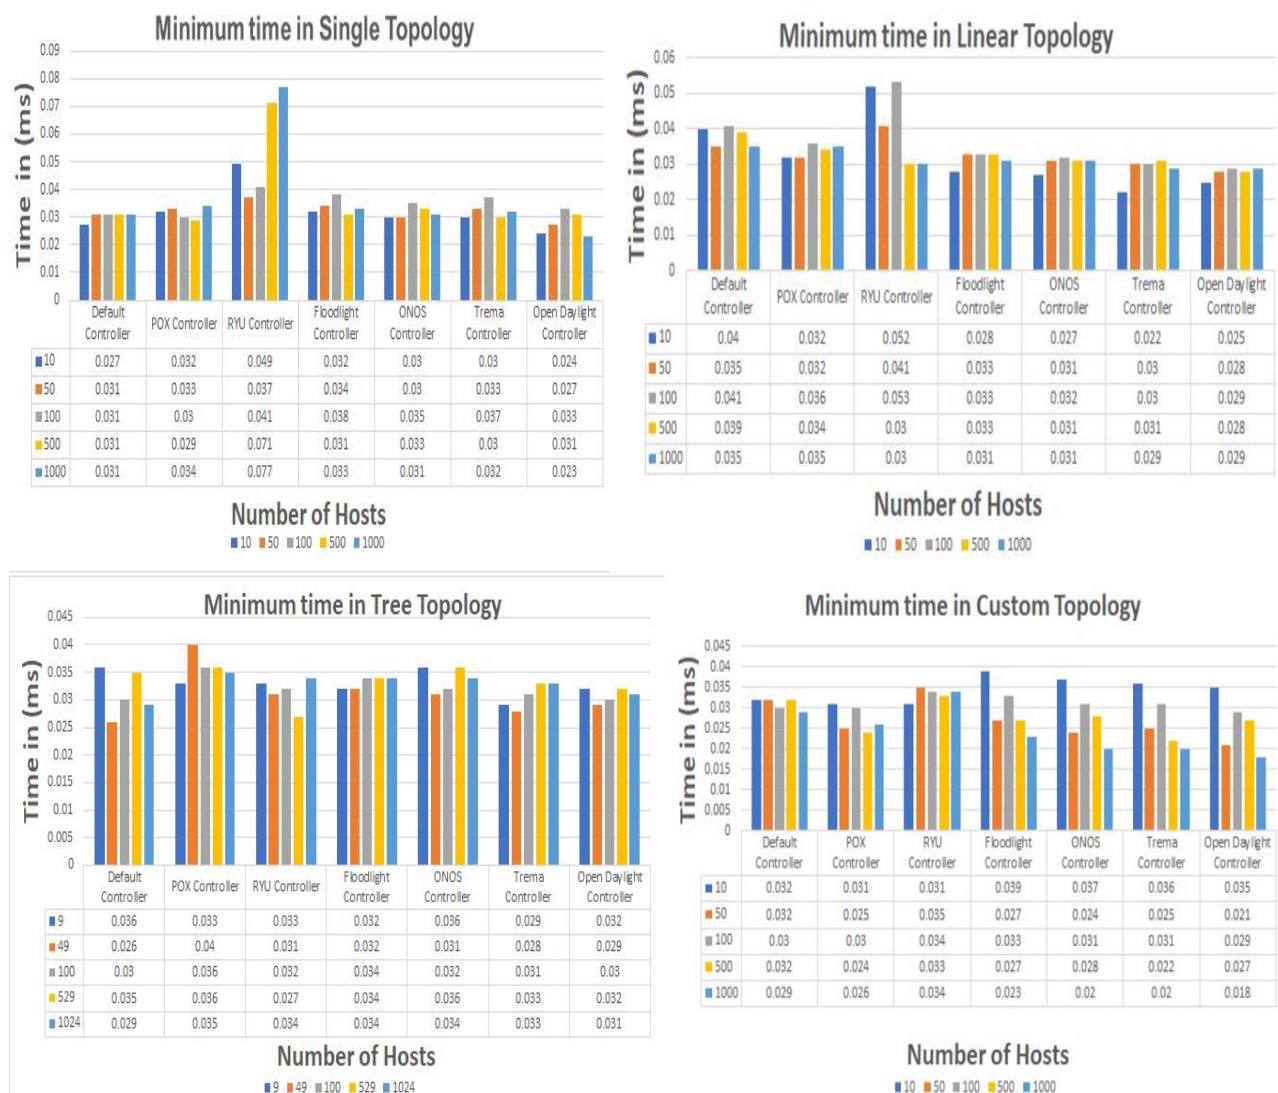 Minimum time in Single Topology
Time in (ms)
0.09
0.08
0.07
0.06
0.05
0.04
0.03
0.02
0.01
0
Default Controller POX Controller RYU Controller Floodlight Controller ONOS Controller Trema Controller Open Daylight Controller
10 0.027 0.032 0.049 0.032 0.03 0.03 0.024
50 0.031 0.033 0.037 0.034 0.03 0.033 0.027
100 0.031 0.03 0.041 0.038 0.035 0.037 0.033
500 0.031 0.029 0.071 0.031 0.033 0.03 0.031
1000 0.031 0.034 0.077 0.033 0.031 0.032 0.023
Number of Hosts
10 50 100 500 1000
Minimum time in Linear Topology
Time in (ms)
0.06
0.05
0.04
0.03
0.02
0.01
0
Default Controller POX Controller RYU Controller Floodlight Controller ONOS Controller Trema Controller Open Daylight Controller
10 0.04 0.032 0.052 0.028 0.027 0.022 0.025
50 0.035 0.032 0.041 0.033 0.031 0.03 0.028
100 0.041 0.036 0.053 0.033 0.032 0.03 0.029
500 0.039 0.034 0.03 0.033 0.031 0.031 0.028
1000 0.035 0.035 0.03 0.031 0.031 0.029 0.029
Number of Hosts
10 50 100 500 1000
Minimum time in Tree Topology
Time in (ms)
0.045
0.04
0.035
0.03
0.025
0.02
0.015
0.01
0.005
0
Default Controller POX Controller RYU Controller Floodlight Controller ONOS Controller Trema Controller Open Daylight Controller
9 0.036 0.033 0.033 0.032 0.036 0.029 0.032
49 0.026 0.04 0.031 0.032 0.031 0.028 0.029
100 0.03 0.036 0.032 0.034 0.032 0.031 0.03
529 0.035 0.036 0.027 0.034 0.036 0.033 0.032
1024 0.029 0.035 0.034 0.034 0.034 0.033 0.031
Number of Hosts
9 49 100 529 1024
Minimum time in Custom Topology
Time in (ms)
0.045
0.04
0.035
0.03
0.025
0.02
0.015
0.01
0.005
0
Default Controller POX Controller RYU Controller Floodlight Controller ONOS Controller Trema Controller Open Daylight Controller
10 0.032 0.031 0.031 0.039 0.037 0.036 0.035
50 0.032 0.025 0.035 0.027 0.024 0.025 0.021
100 0.03 0.03 0.034 0.033 0.031 0.031 0.029
500 0.032 0.024 0.033 0.027 0.028 0.022 0.027
1000 0.029 0.026 0.034 0.023 0.02 0.02 0.018
Number of Hosts
10 50 100 500 1000